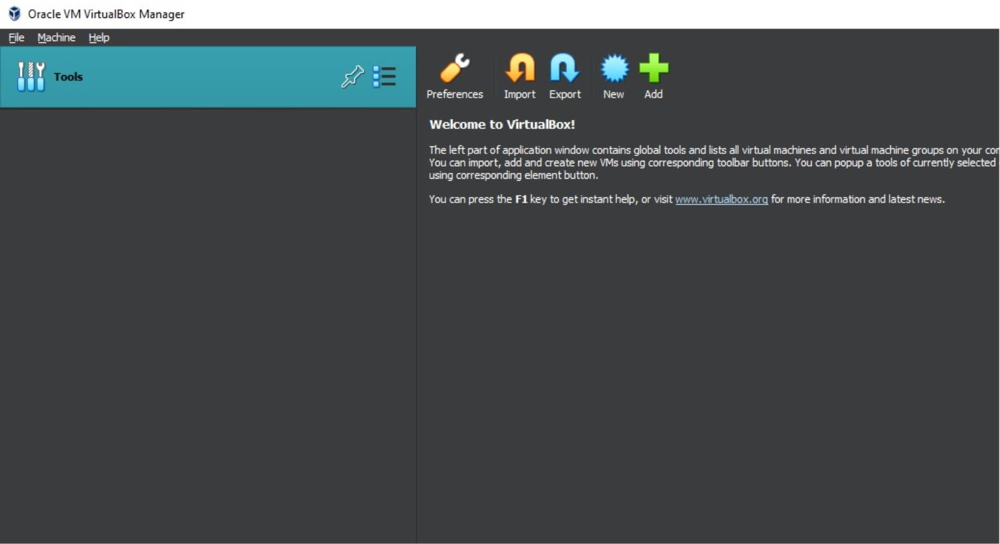 Oracle VM VirtualBox Manager
File Machine Help
Tools
Preferences Import Export New Add
Welcome to VirtualBox!
The left part of application window contains global tools and lists all virtual machines and virtual machine groups on your
You can import, add and create new VMs using corresponding toolbar buttons. You can popup a tools of currently selected
using corresponding element button.
You can press the F1 key to get instant help, or visit www.virtualbox.org for more information and latest news.